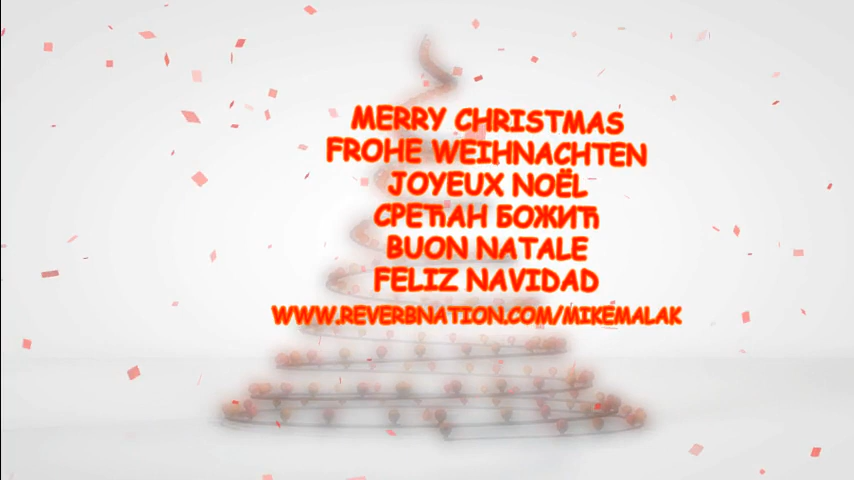 MERRY CHRISTMAS
FROHE WEIHNACHTEN
JOYEUX NOËL
СРЕЋАН БОЖИЋ
BUON NATALE
FELIZ NAVIDAD
WWW.REVERBNATION.COM/MIKEMALAK